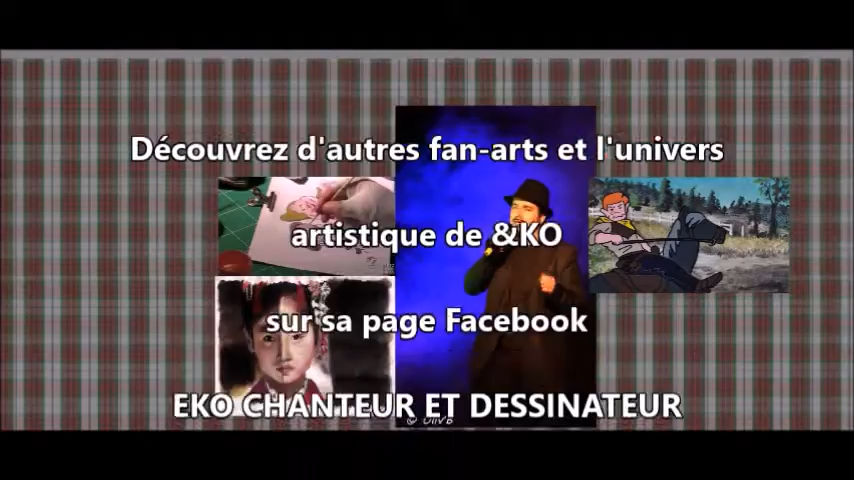 Découvrez d'autres fan-arts et l'univers
artistique de &KO
sur sa page Facebook
EKO CHANTEUR ET DESSINATEUR